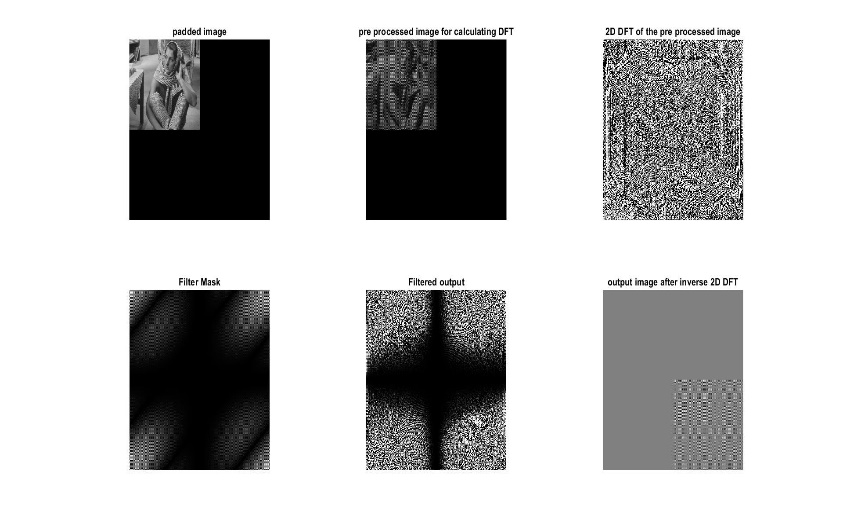 padded image
pre processed image for calculating DFT
2D DFT of the pre processed image
Filter Mask
Filtered output
output image after inverse 2D DFT